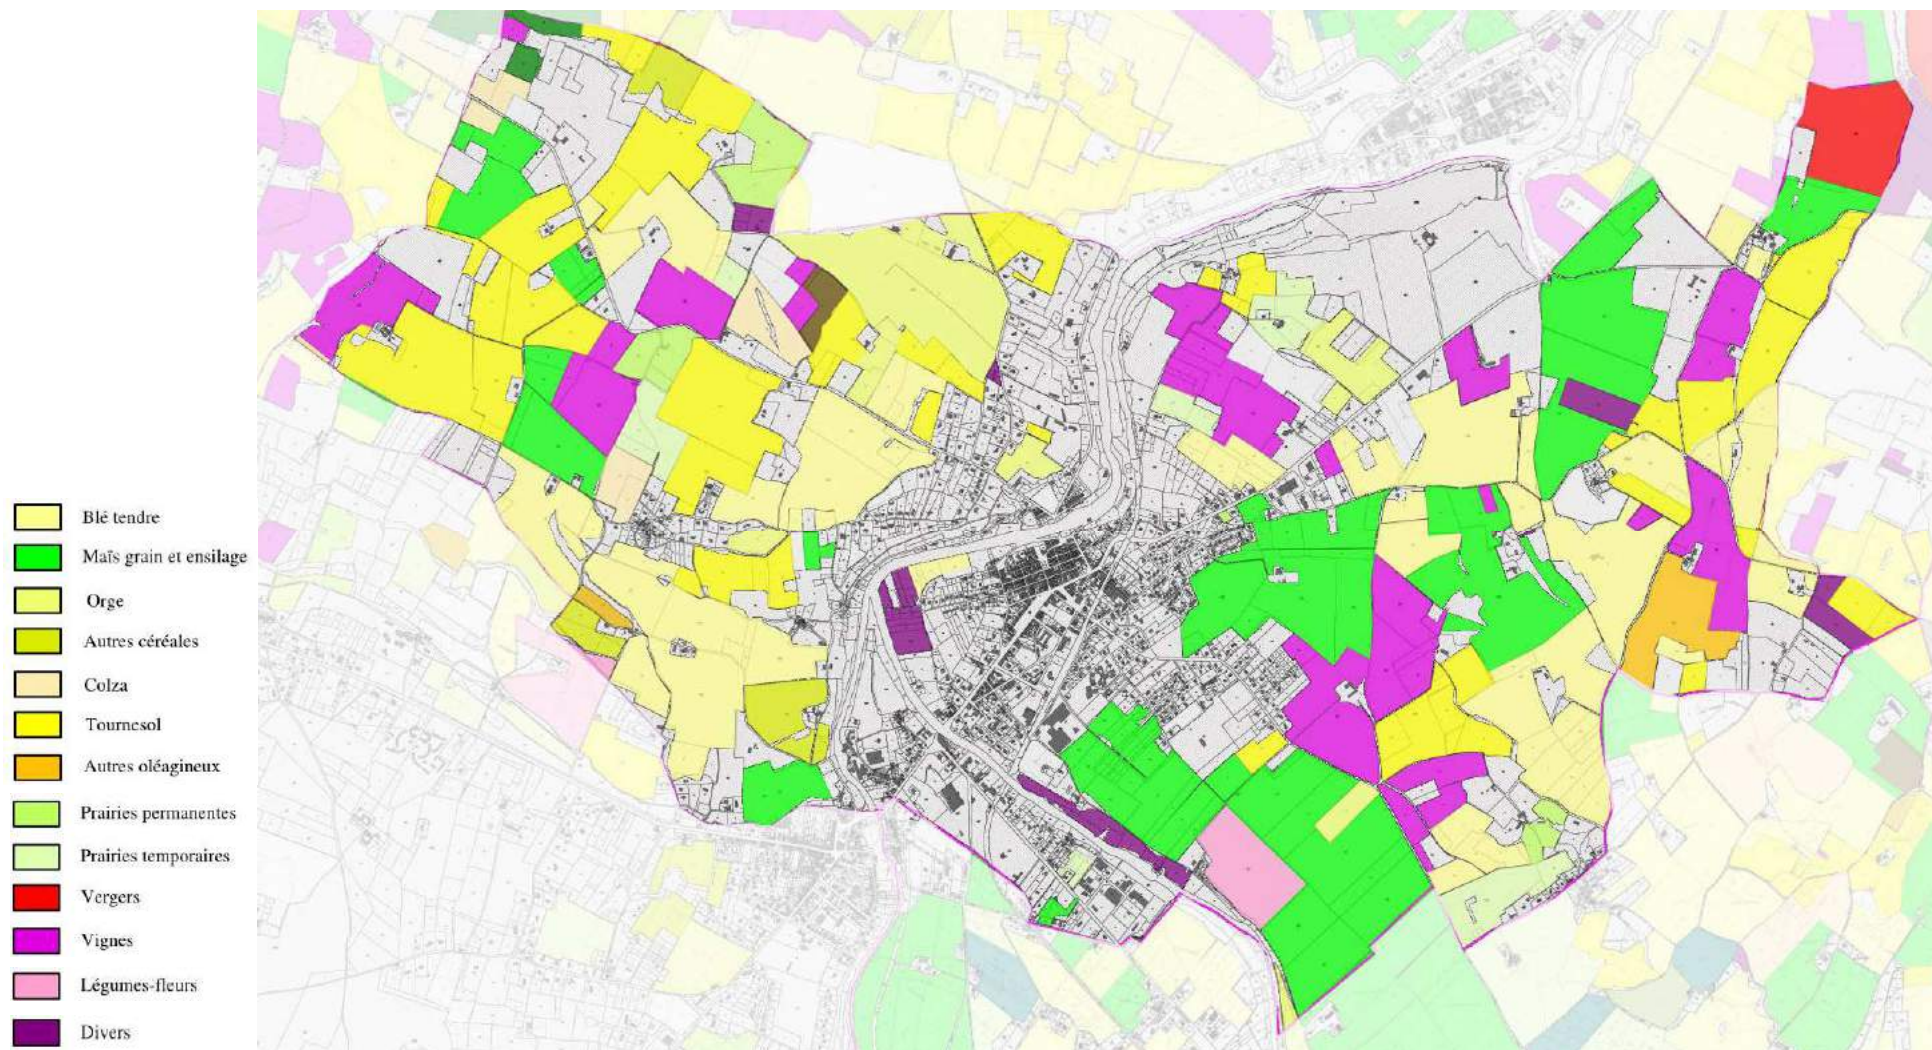 Blé tendre
Maïs grain et ensilage
Orge
Autres céréales
Colza
Tournesol
Autres oléagineux
Prairies permanentes
Prairies temporaires
Vergers
Vignes
Légumes-fleurs
Divers